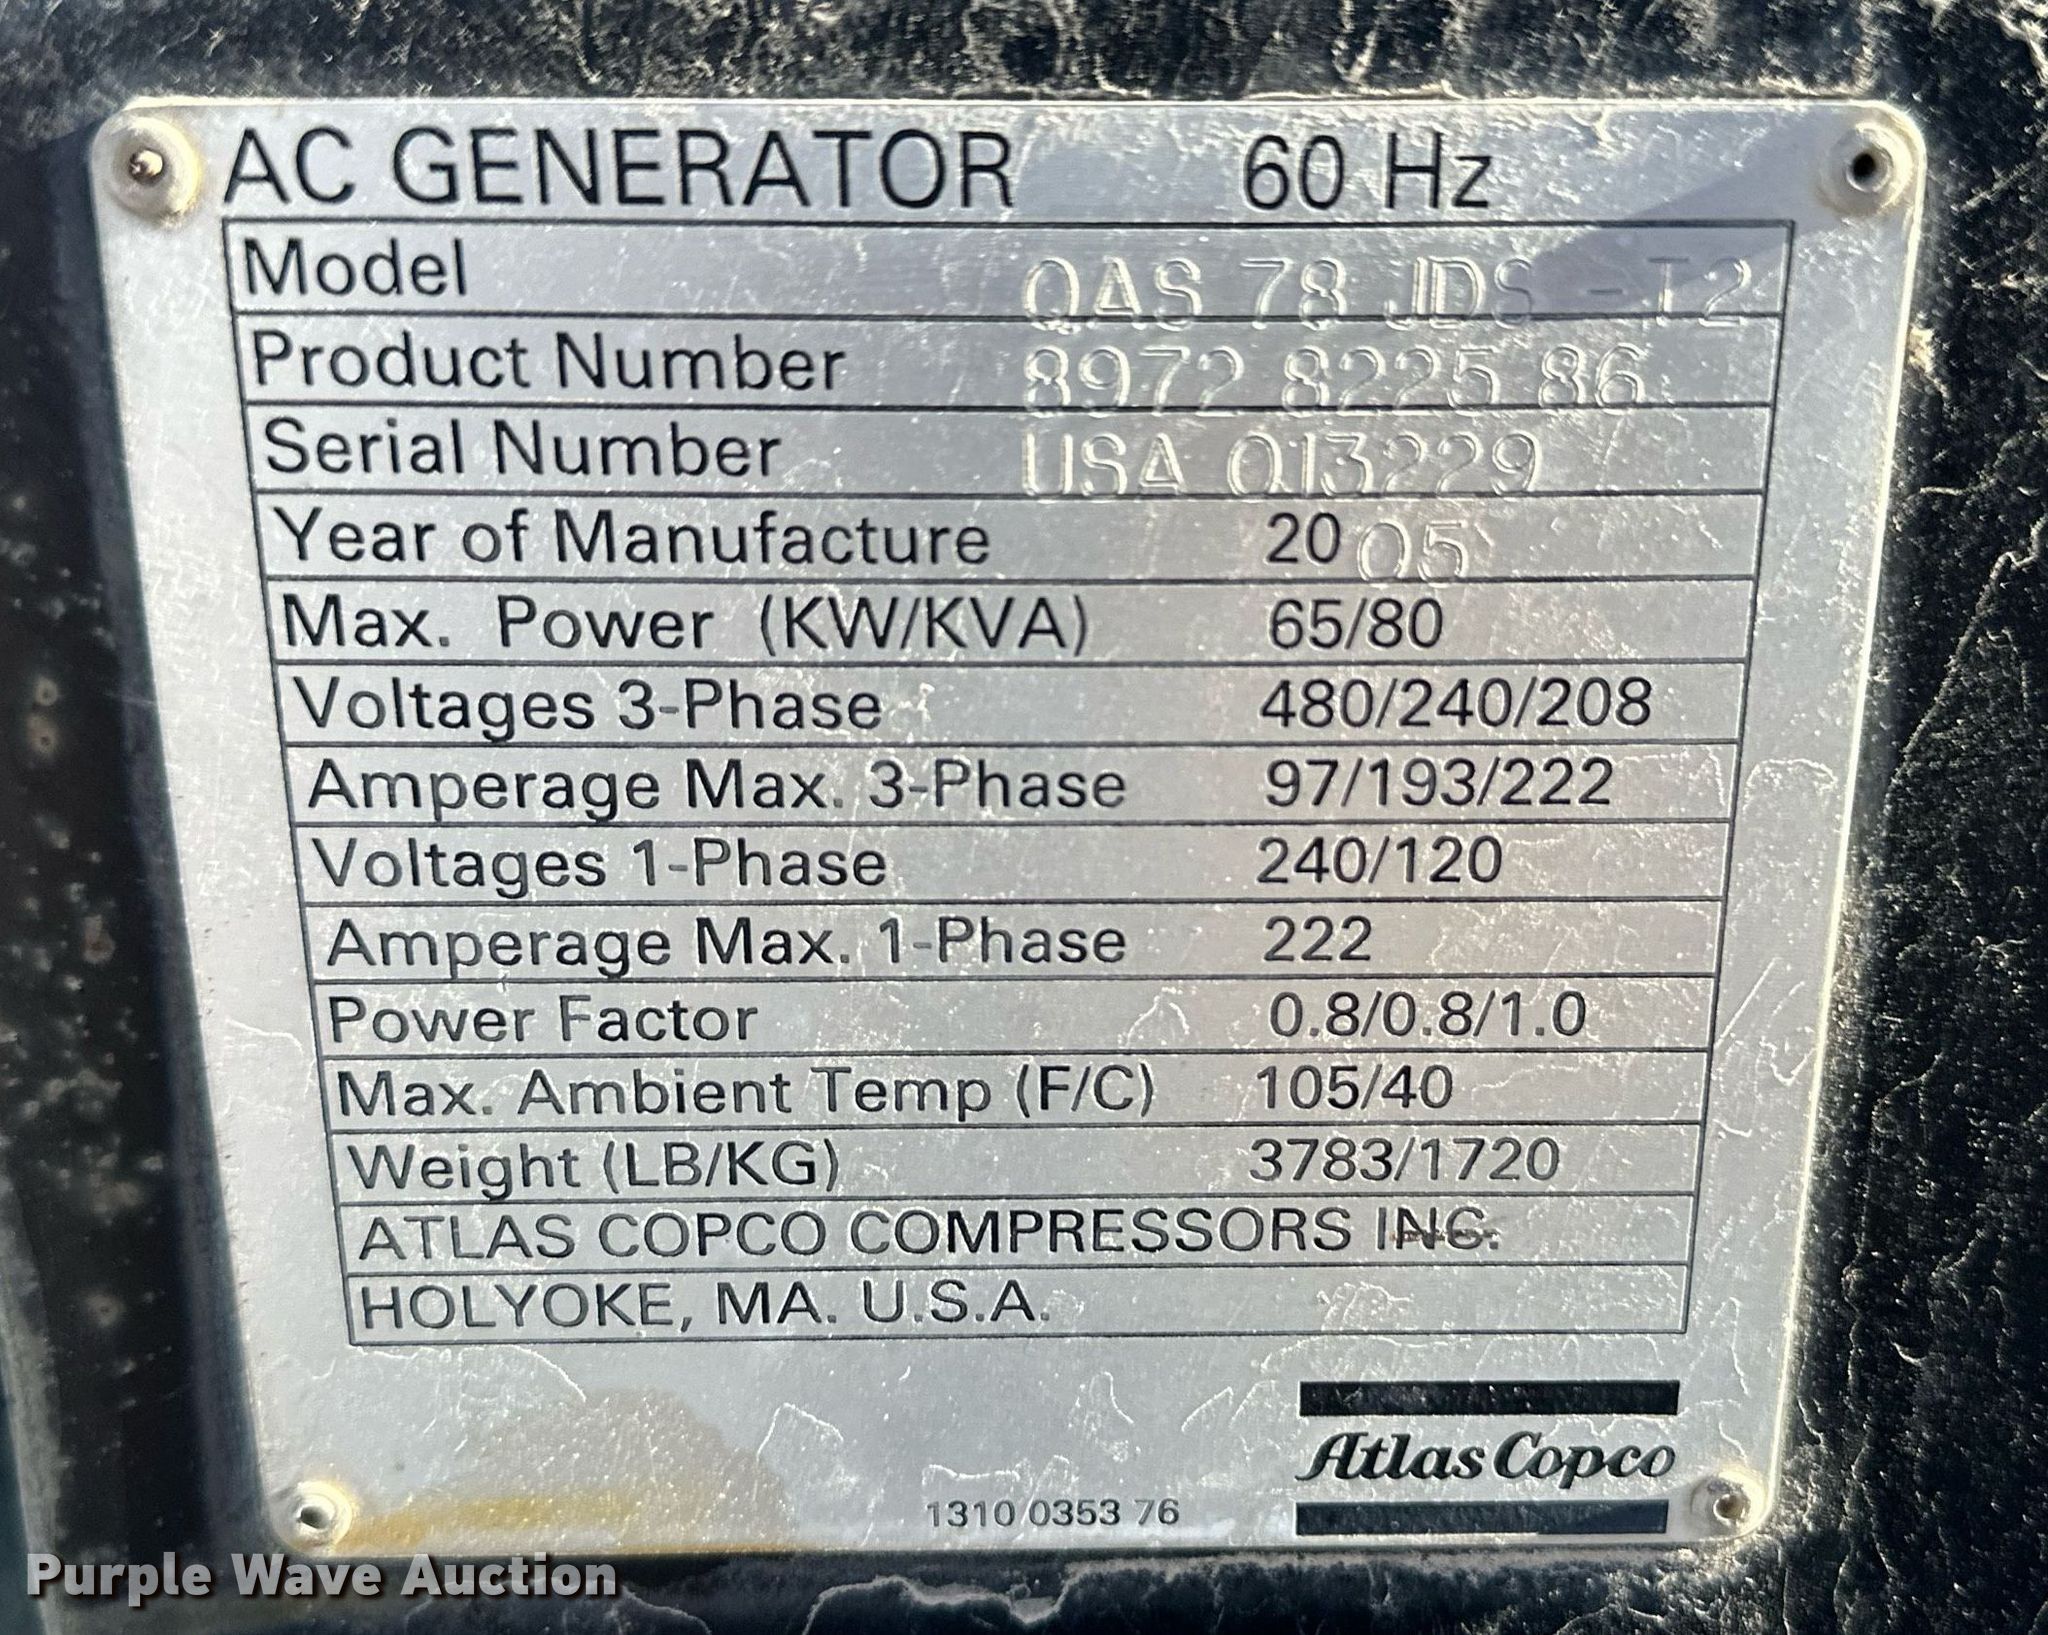 AC GENERATOR 60 Hz
Model QAS 78 JDS -T2
Product Number 8972 8225 86
Serial Number USA Q13229
Year of Manufacture 20 05
Max. Power (KW/KVA) 65/80
Voltages 3-Phase 480/240/208
Amperage Max. 3-Phase 97/193/222
Voltages 1-Phase 240/120
Amperage Max. 1-Phase 222
Power Factor 0.8/0.8/1.0
Max. Ambient Temp (F/C) 105/40
Weight (LB/KG) 3783/1720
ATLAS COPCO COMPRESSORS INC.
HOLYOKE, MA. U.S.A.
Atlas Copco
1310 0353 76
Purple Wave Auction